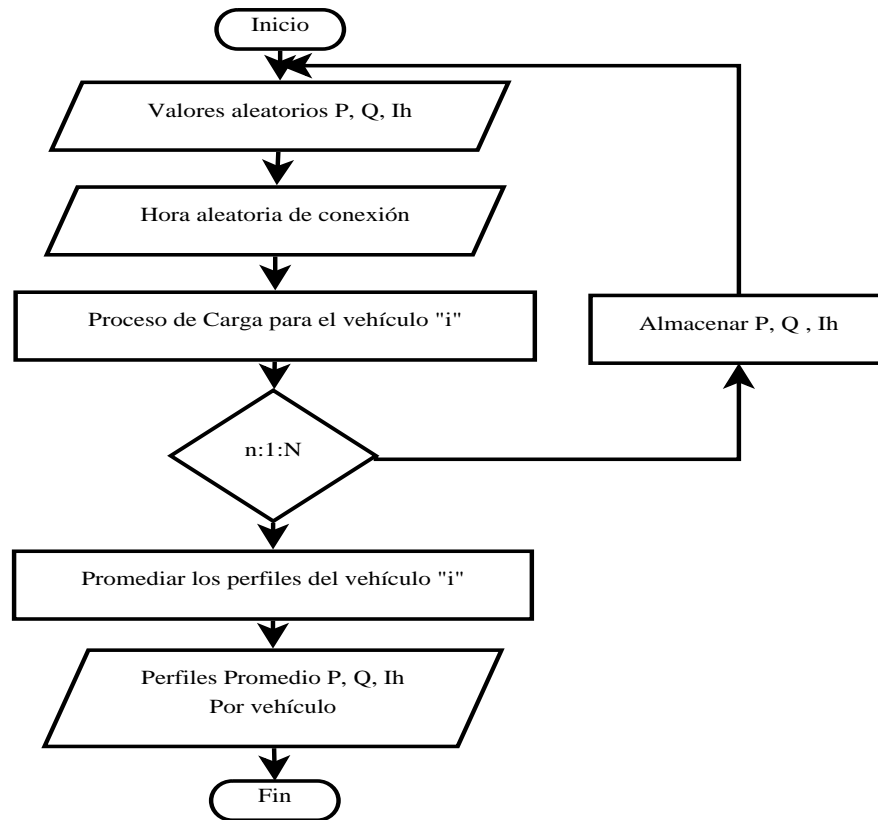 Inicio
Valores aleatorios P, Q, Ih
Hora aleatoria de conexión
Proceso de Carga para el vehículo "i"
Almacenar P, Q , Ih
n:1:N
Promediar los perfiles del vehículo "i"
Perfiles Promedio P, Q, Ih
Por vehículo
Fin